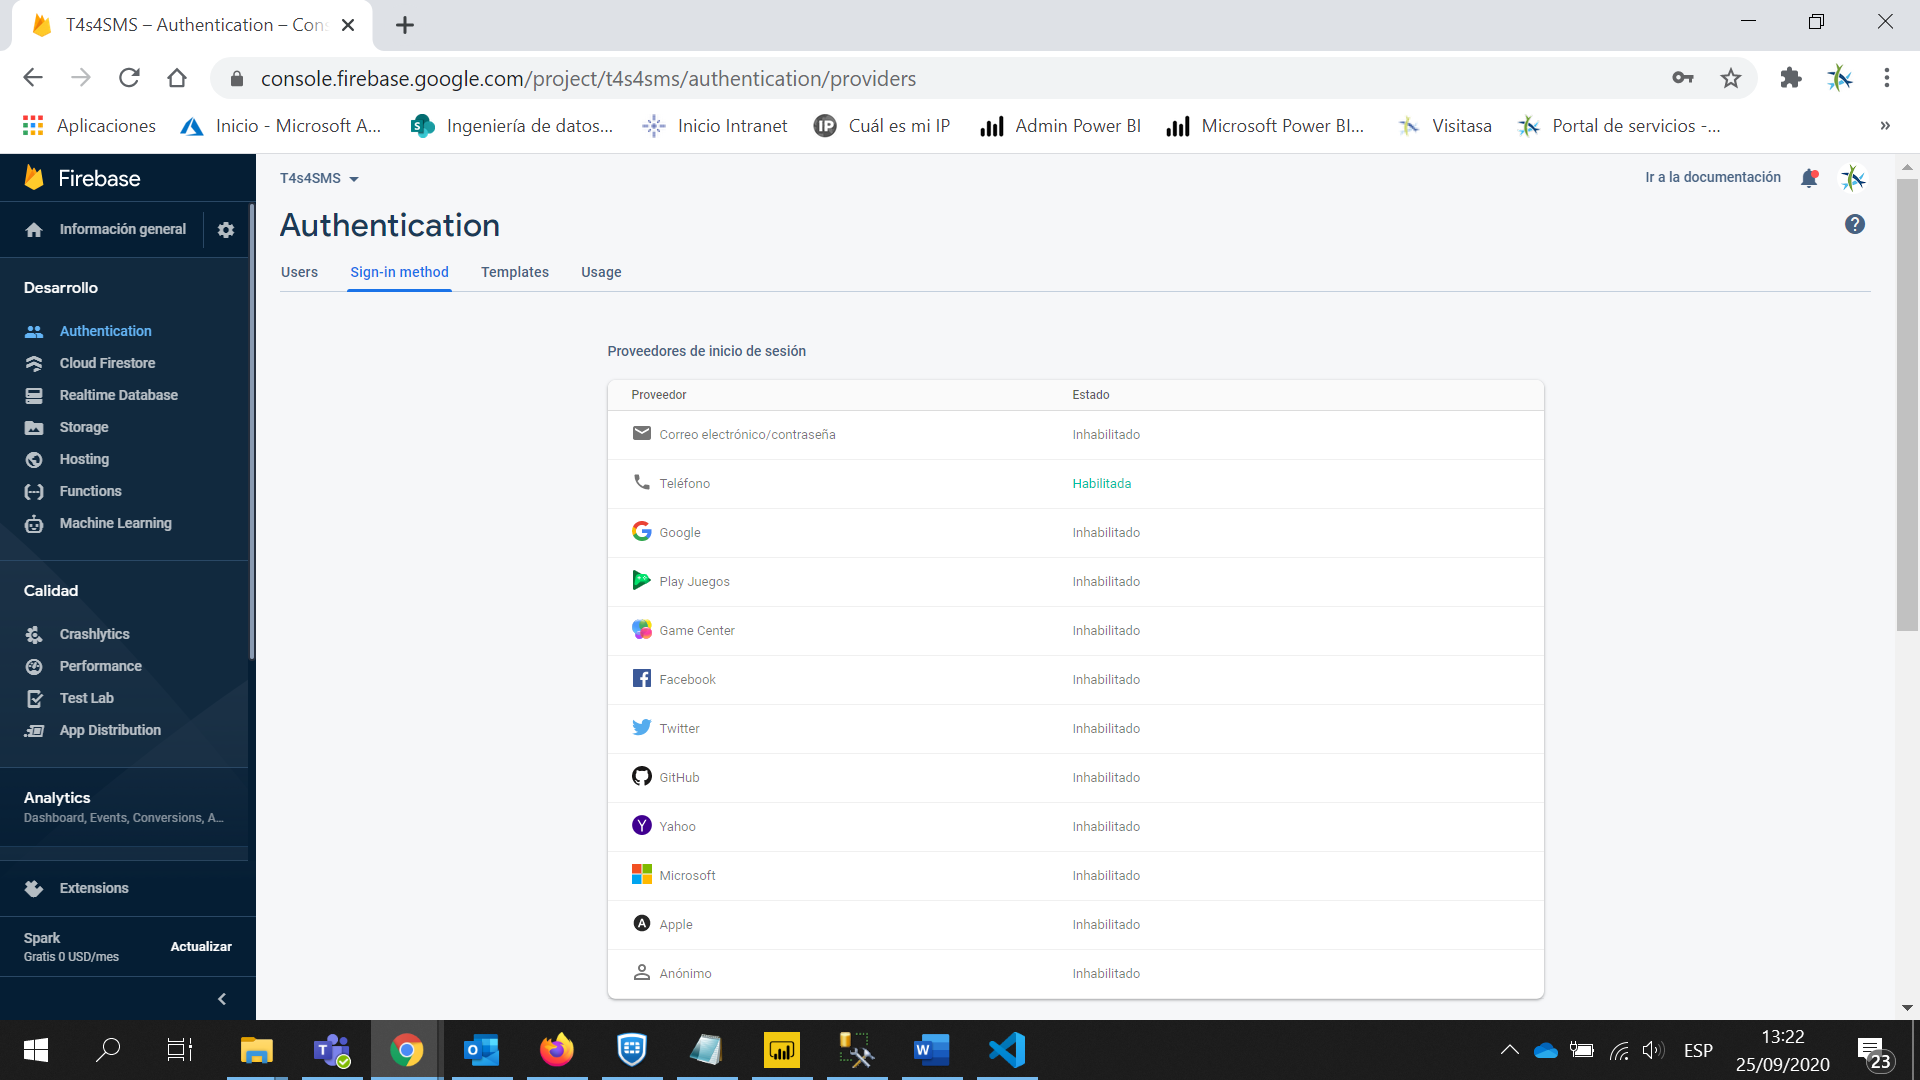 T4s4SMS – Authentication – Con
console.firebase.google.com/project/t4s4sms/authentication/providers
Aplicaciones
Inicio - Microsoft A...
Ingeniería de datos...
Inicio Intranet
IP
Cuál es mi IP
Admin Power BI
Microsoft Power BI...
Visitasa
Portal de servicios -...
»
Firebase
Información general
Desarrollo
Authentication
Cloud Firestore
Realtime Database
Storage
Hosting
Functions
Machine Learning
Calidad
Crashlytics
Performance
Test Lab
App Distribution
Analytics
Dashboard, Events, Conversions, A...
Extensions
Spark
Gratis 0 USD/mes
Actualizar
T4s4SMS
Ir a la documentación
Authentication
Users
Sign-in method
Templates
Usage
Proveedores de inicio de sesión
Proveedor Estado
Correo electrónico/contraseña Inhabilitado
Teléfono Habilitada
Google Inhabilitado
Play Juegos Inhabilitado
Game Center Inhabilitado
Facebook Inhabilitado
Twitter Inhabilitado
GitHub Inhabilitado
Yahoo Inhabilitado
Microsoft Inhabilitado
Apple Inhabilitado
Anónimo Inhabilitado
ESP
13:22
25/09/2020
23